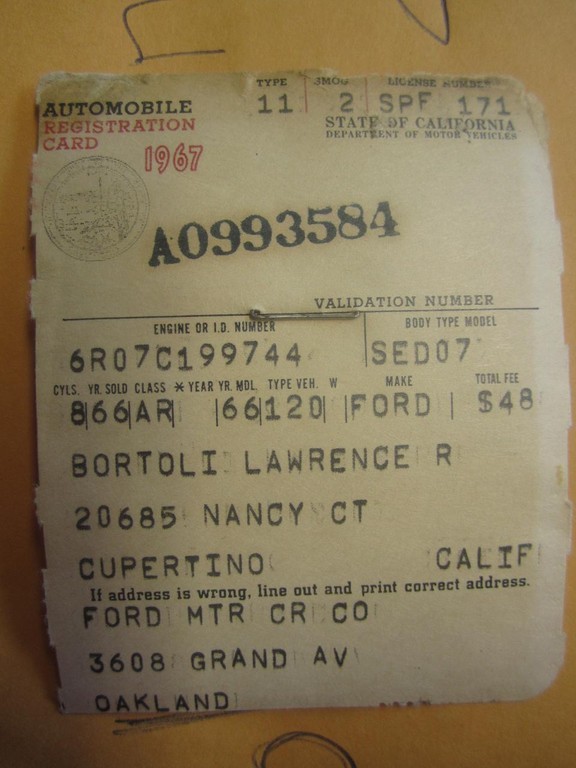 TYPE SMOG LICENSE NUMBER
AUTOMOBILE 11 2 SPF 171
REGISTRATION STATE OF CALIFORNIA
CARD 1967 DEPARTMENT OF MOTOR VEHICLES
A0993584
VALIDATION NUMBER
ENGINE OR I.D. NUMBER BODY TYPE MODEL
6R07C199744 SED07
CYLS. YR. SOLD CLASS * YEAR YR. MDL. TYPE VEH. W MAKE TOTAL FEE
8|66|AR |66|120| |FORD | $48
BORTOLI LAWRENCE R
20685 NANCY CT
CUPERTINO CALIF
If address is wrong, line out and print correct address.
FORD MTR CR CO
3608 GRAND AV
OAKLAND